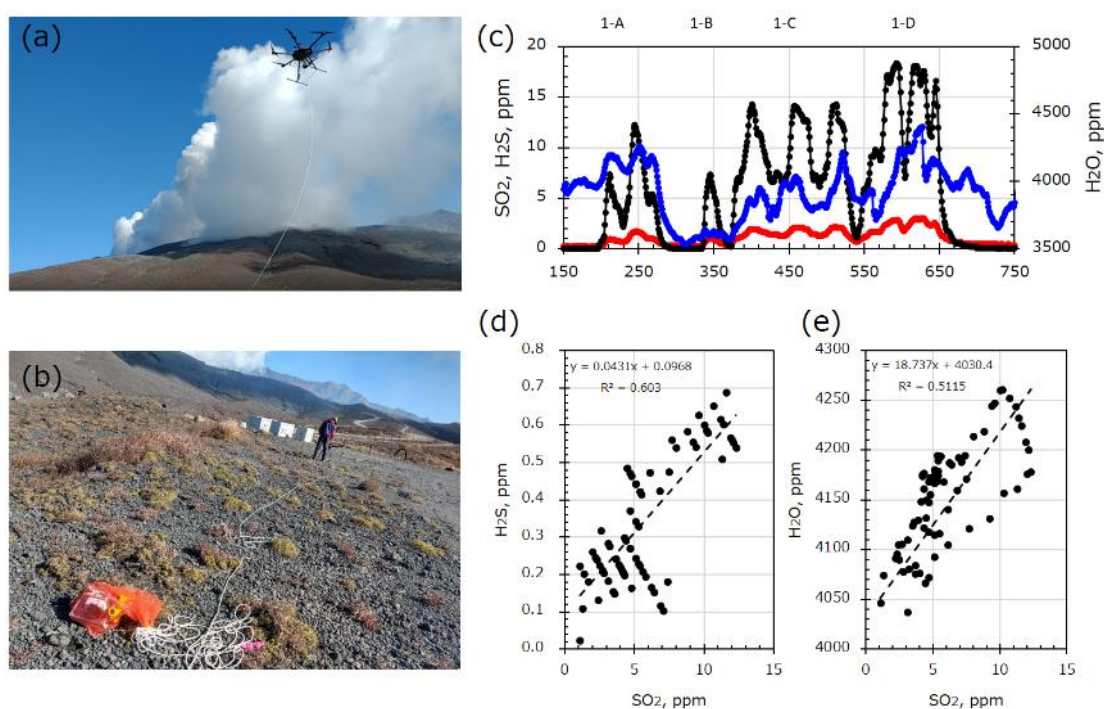 (a)
(b)
(c)
1-A 1-B 1-C 1-D
SO2, H2S, ppm
20
15
10
5
0
H2O, ppm
5000
4500
4000
3500
150 250 350 450 550 650 750
(d)
y = 0.0431x + 0.0968
R² = 0.603
H2S, ppm
0.8
0.7
0.6
0.5
0.4
0.3
0.2
0.1
0.0
0 5 10 15
SO2, ppm
(e)
y = 18.737x + 4030.4
R² = 0.5115
H2O, ppm
4300
4250
4200
4150
4100
4050
4000
0 5 10 15
SO2, ppm